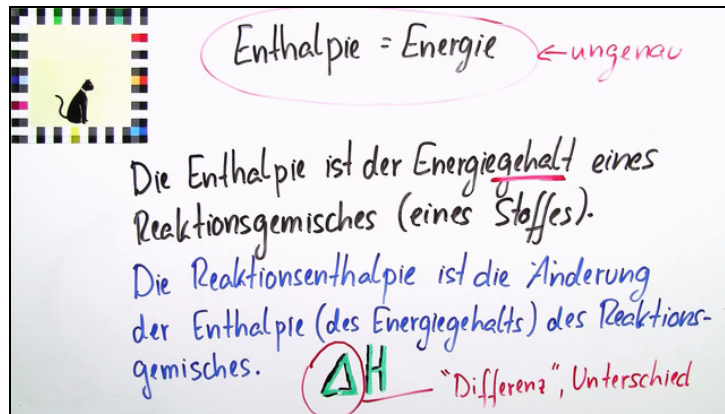 Enthalpie = Energie ← ungenau
Die Enthalpie ist der Energiegehalt eines
Reaktionsgemisches (eines Stoffes).
Die Reaktionsenthalpie ist die Änderung
der Enthalpie (des Energiegehalts) des Reaktions-
gemisches.
ΔH "Differenz", Unterschied